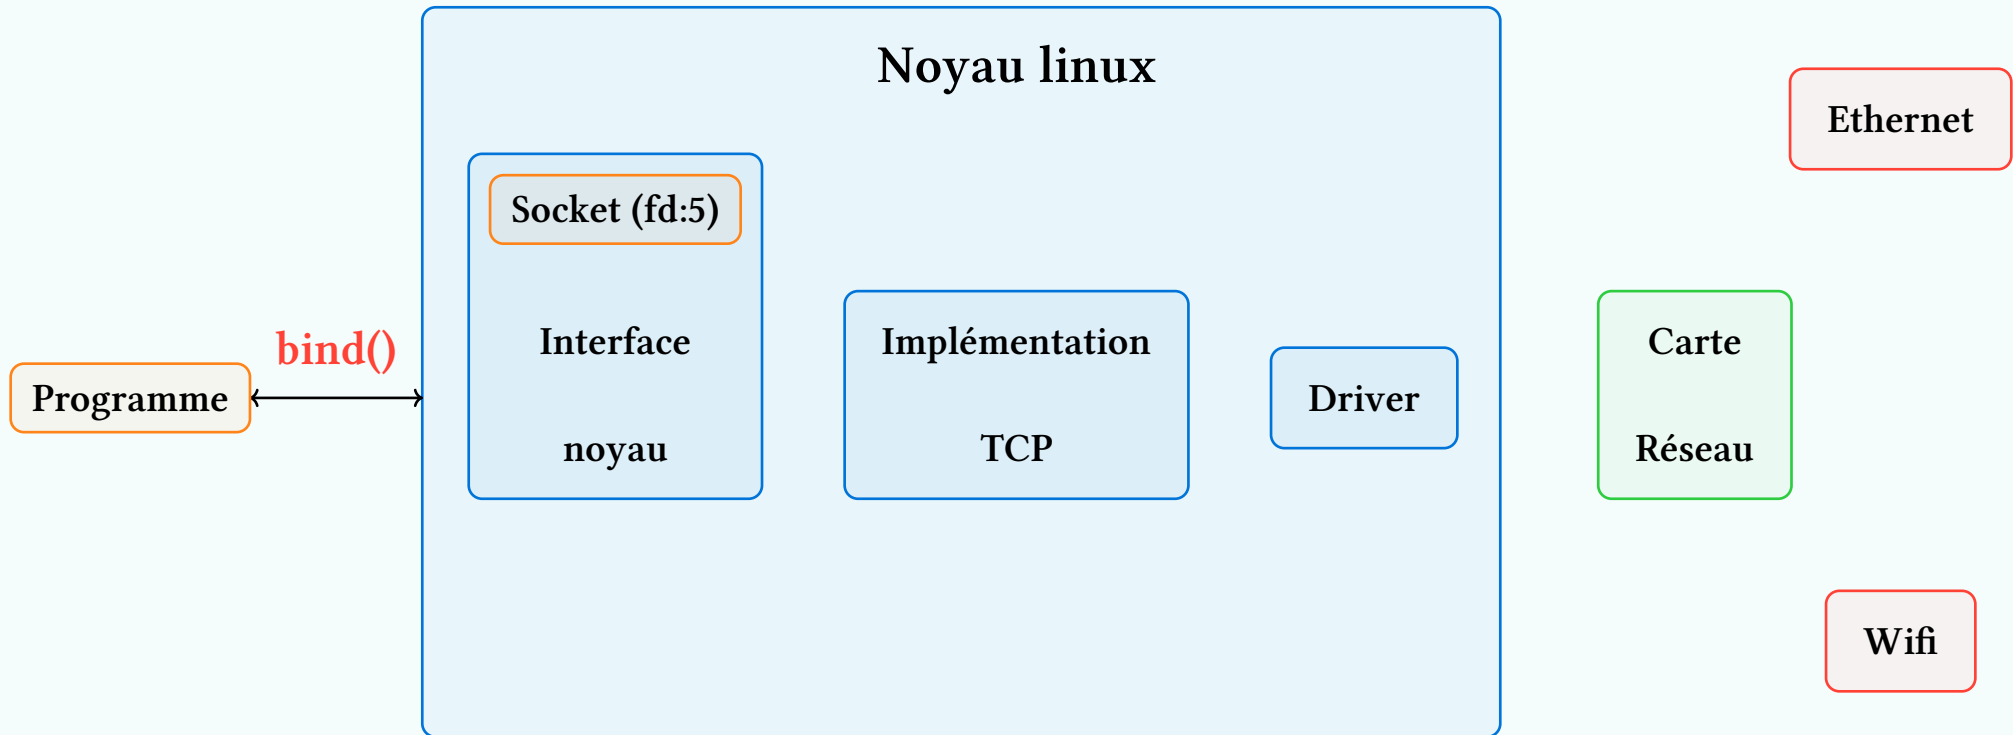 Noyau linux
Ethernet
Socket (fd:5)
Interface
noyau
Implémentation
TCP
bind()
Programme
Driver
Carte
Réseau
Wifi